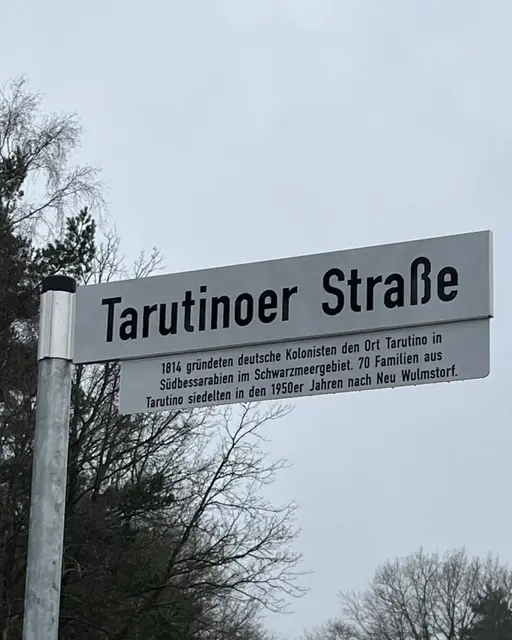 Tarutinoer Straße
1814 gründeten deutsche Kolonisten den Ort Tarutino in
Südbessarabien im Schwarzmeergebiet. 70 Familien aus
Tarutino siedelten in den 1950er Jahren nach Neu Wulmstorf.